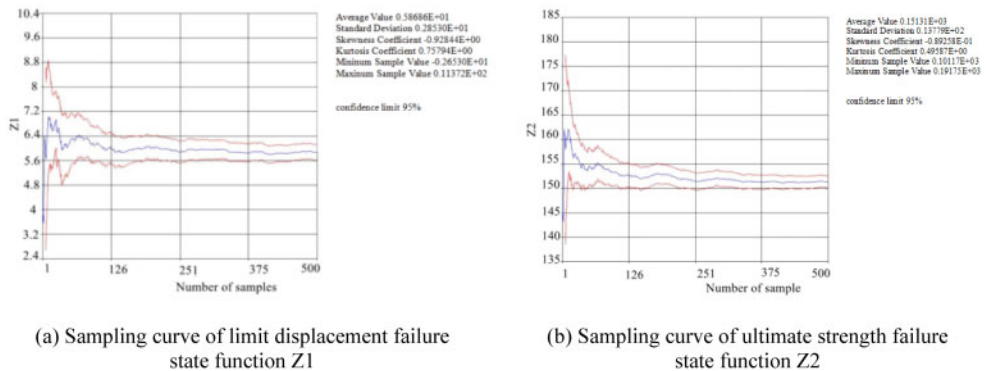 10.4
9.6
8.8
8
7.2
6.4
5.6
4.8
4
3.2
2.4
Z1
1
126
251
375
500
Number of samples
Average Value 0.58686E+01
Standard Deviation 0.28530E+01
Skewness Coefficient -0.92844E+00
Kurtosis Coefficient 0.75794E+00
Mininum Sample Value -0.26530E+01
Maxinum Sample Value 0.11372E+02
confidence limit 95%
185
180
175
170
165
160
155
150
145
140
135
Z2
1
126
251
375
500
Number of sample
Average Value 0.15131E+03
Standard Deviation 0.13779E+02
Skewness Coefficient -0.89258E-01
Kurtosis Coefficient 0.49587E+00
Mininum Sample Value 0.10117E+03
Maxinum Sample Value 0.19175E+03
confidence limit 95%
(a) Sampling curve of limit displacement failure
state function Z1
(b) Sampling curve of ultimate strength failure
state function Z2